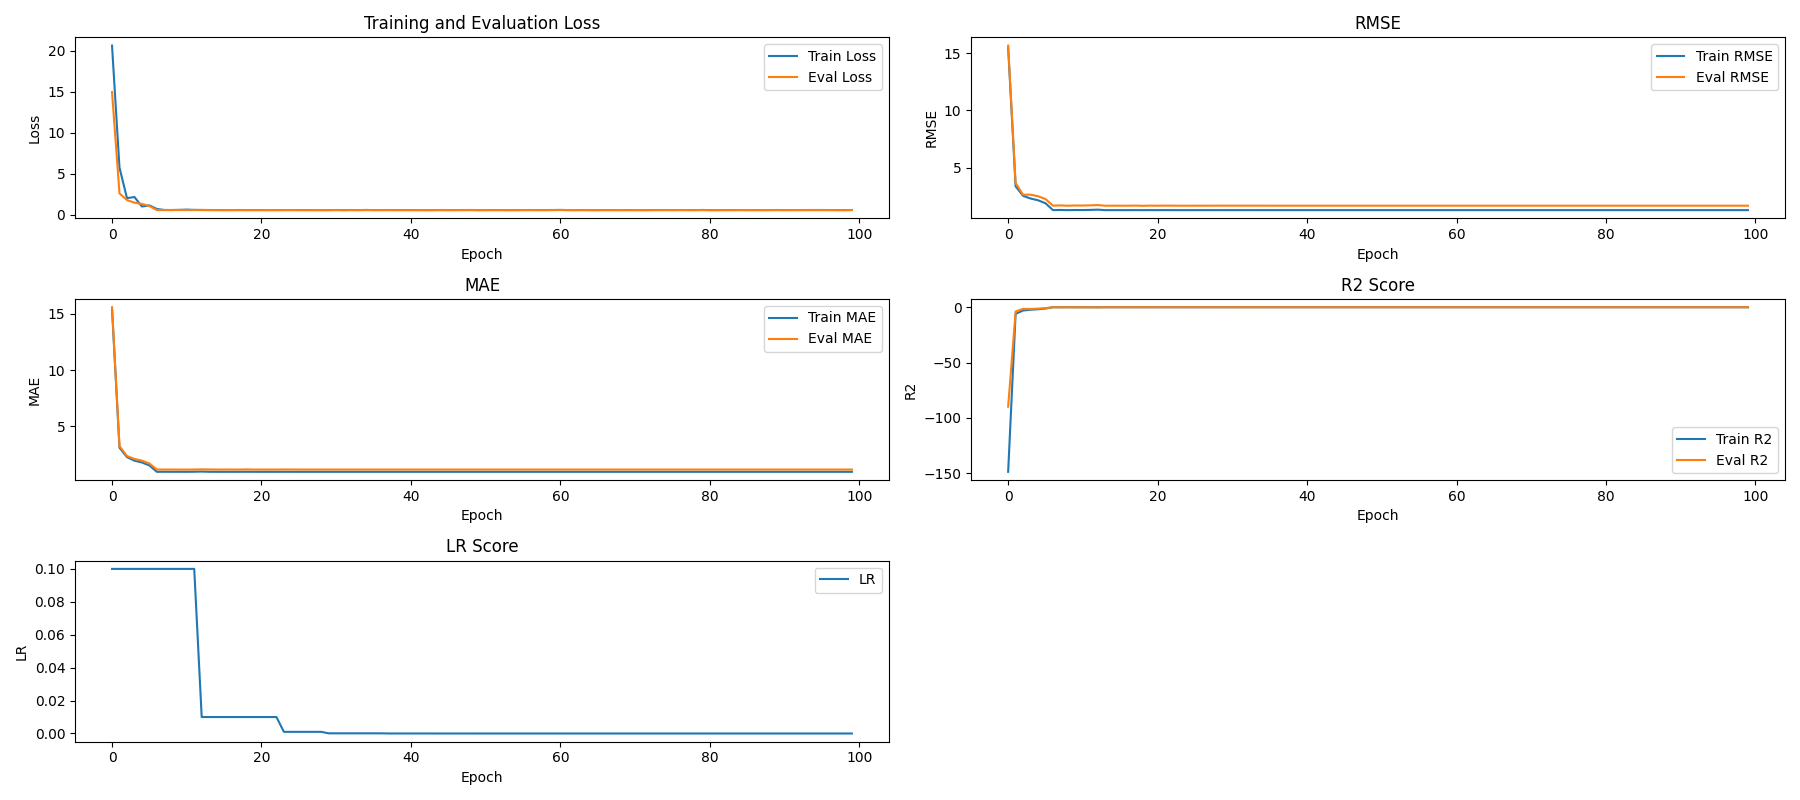 Training and Evaluation Loss
20
15
10
5
0
Loss
Train Loss
Eval Loss
0 20 40 60 80 100
Epoch
RMSE
15
10
5
RMSE
Train RMSE
Eval RMSE
0 20 40 60 80 100
Epoch
MAE
15
10
5
MAE
Train MAE
Eval MAE
0 20 40 60 80 100
Epoch
R2 Score
0
−50
−100
−150
R2
Train R2
Eval R2
0 20 40 60 80 100
Epoch
LR Score
0.10
0.08
0.06
0.04
0.02
0.00
LR
LR
0 20 40 60 80 100
Epoch